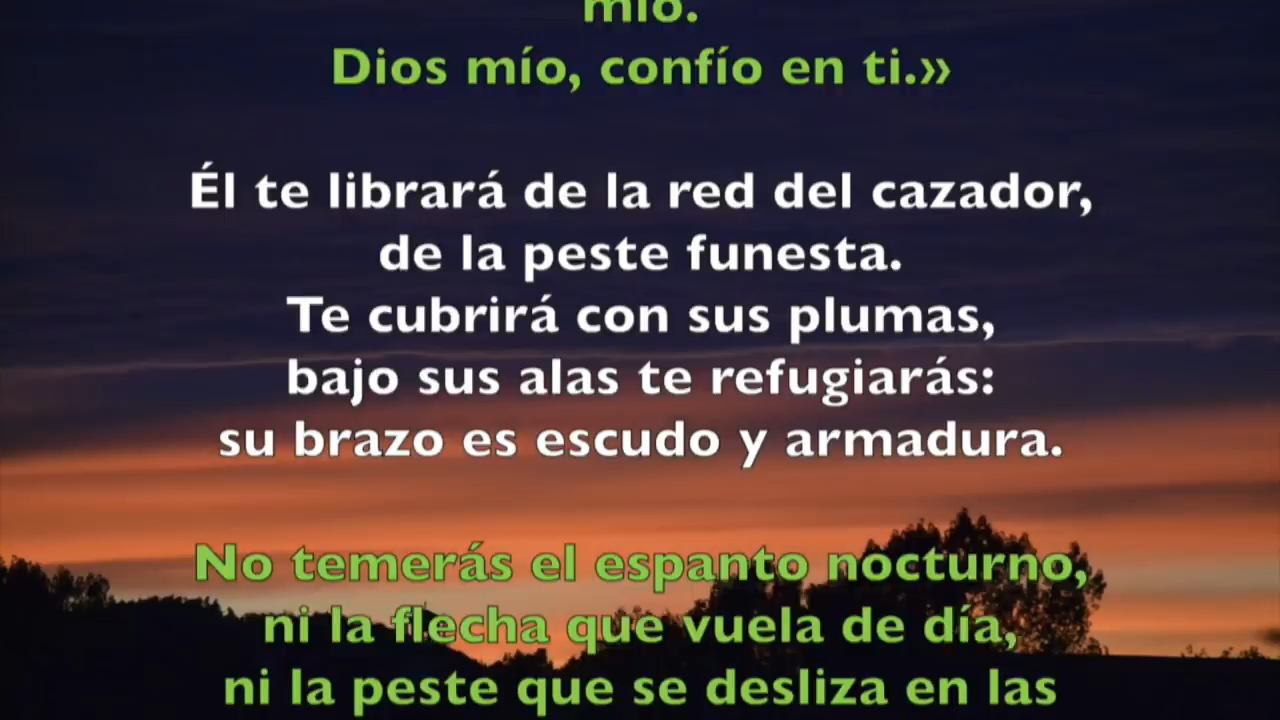 mío.
Dios mío, confío en ti.»
Él te librará de la red del cazador,
de la peste funesta.
Te cubrirá con sus plumas,
bajo sus alas te refugiarás:
su brazo es escudo y armadura.
No temerás el espanto nocturno,
ni la flecha que vuela de día,
ni la peste que se desliza en las